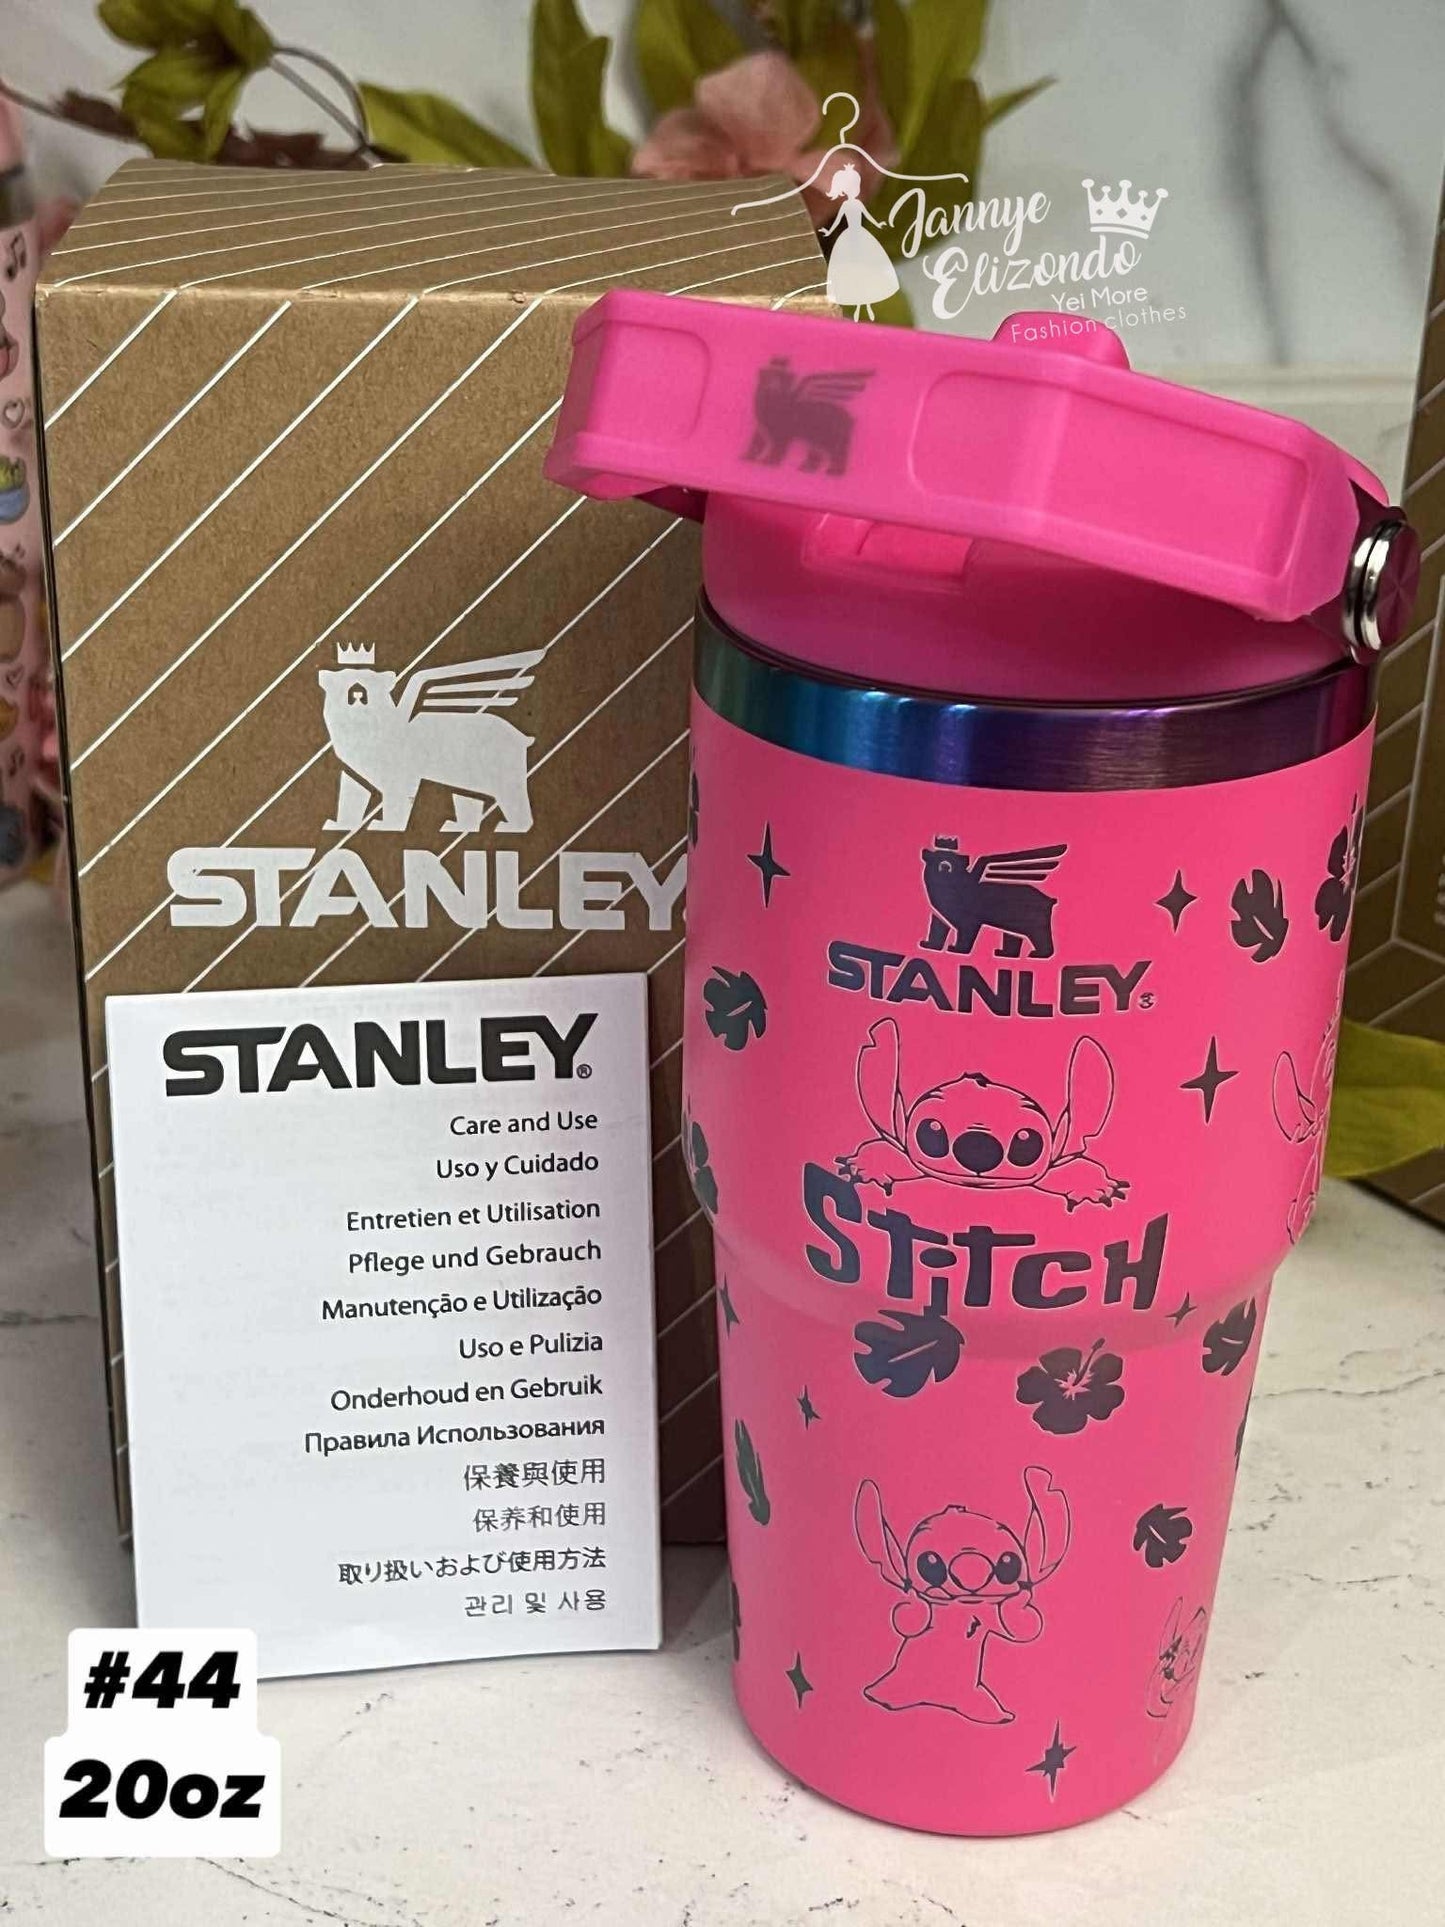 Jannye
Elizondo
Yei More
Fashion clothes
STANLEY
STANLEY®
Care and Use
Uso y Cuidado
Entretien et Utilisation
Pflege und Gebrauch
Manutenção e Utilização
Uso e Pulizia
Onderhoud en Gebruik
Правила Использования
保養與使用
保养和使用
取り扱いおよび使用方法
관리 및 사용
STANLEY®
STITCH
#44
20oz